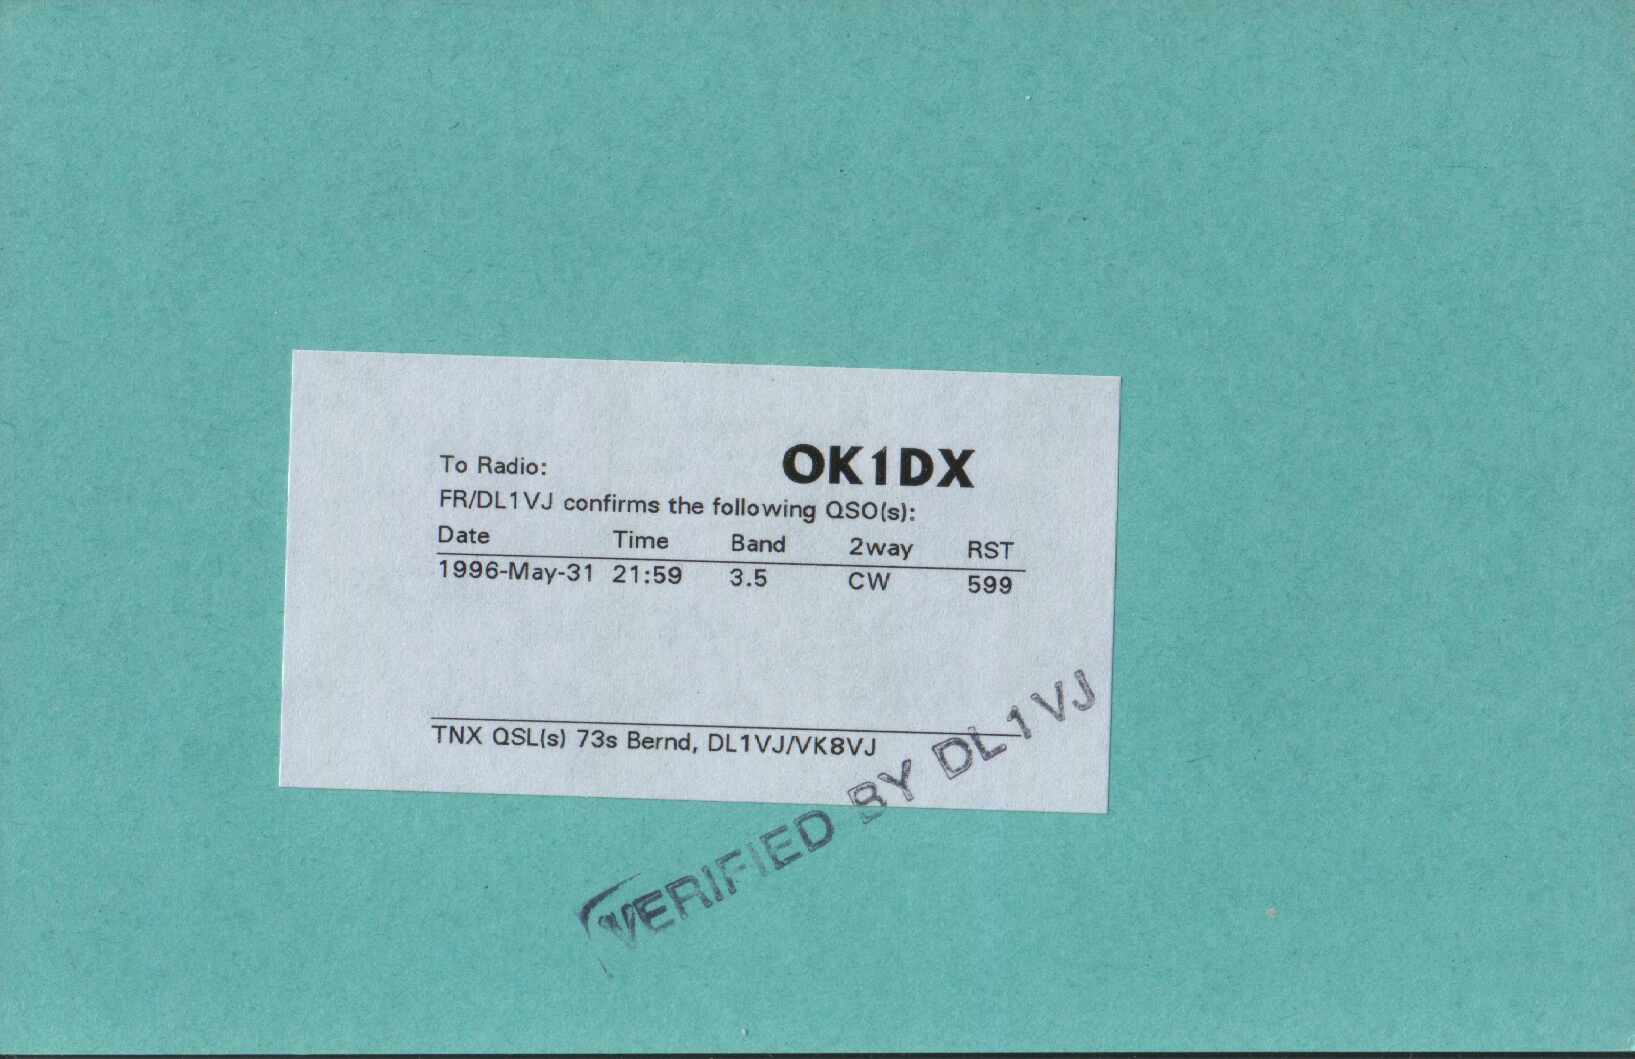 To Radio: OK1DX
FR/DL1VJ confirms the following QSO(s):
Date Time Band 2way RST
1996-May-31 21:59 3.5 CW 599
TNX QSL(s) 73s Bernd, DL1VJ/VK8VJ
VERIFIED BY DL1VJ